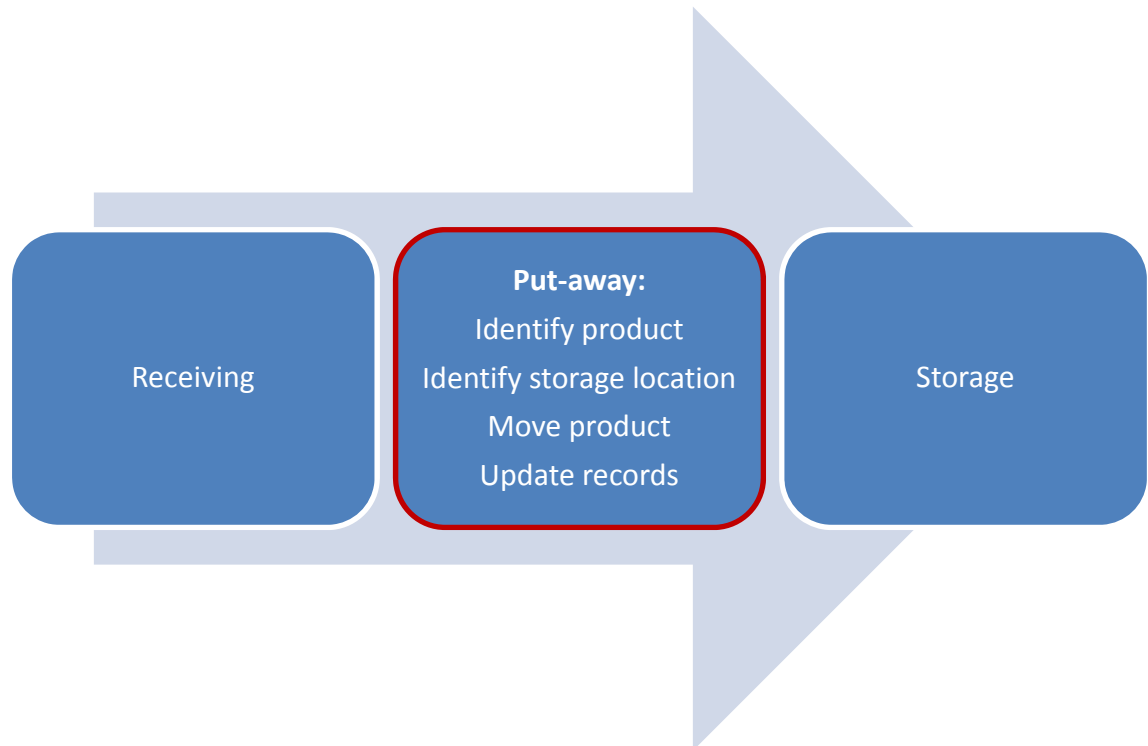 Receiving
Put-away:
Identify product
Identify storage location
Move product
Update records
Storage